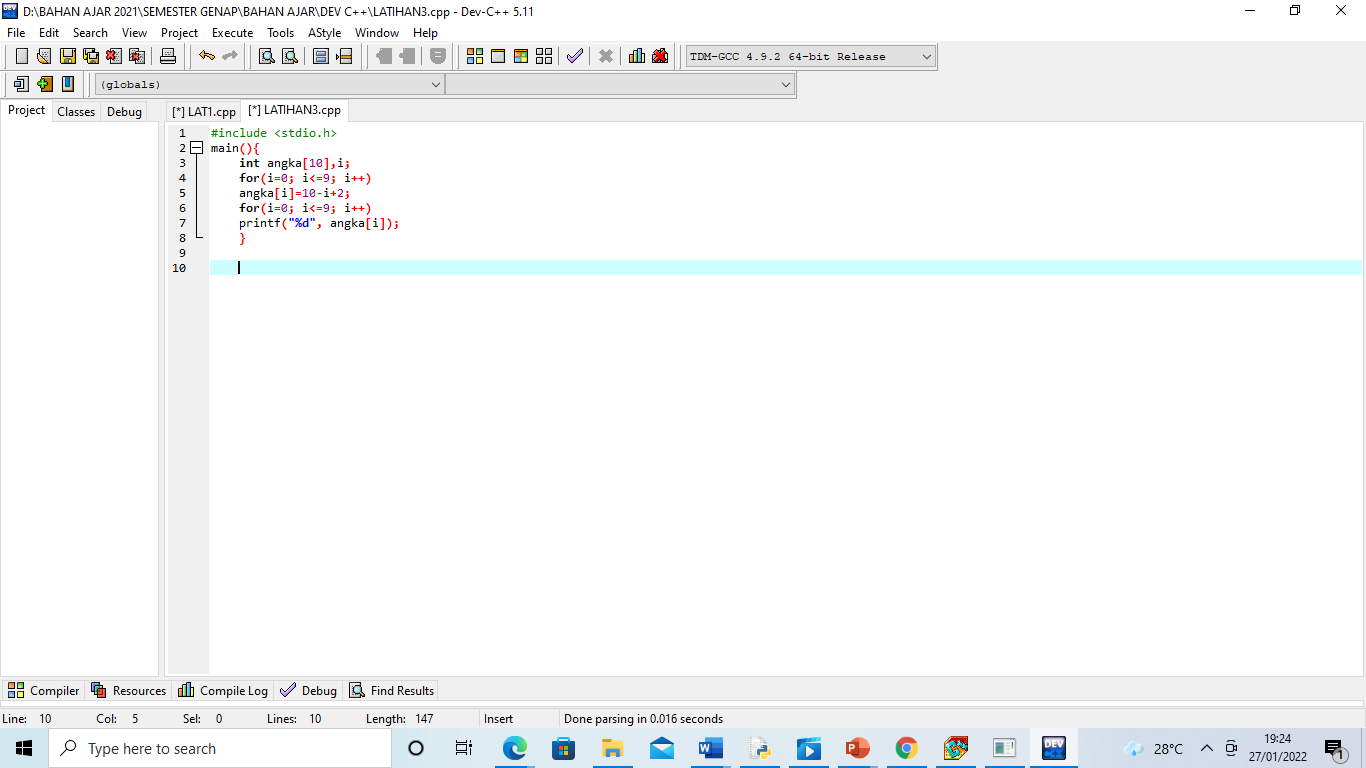 D:\BAHAN AJAR 2021\SEMESTER GENAP\BAHAN AJAR\DEV C++\LATIHAN3.cpp - Dev-C++ 5.11
File Edit Search View Project Execute Tools AStyle Window Help
TDM-GCC 4.9.2 64-bit Release
(globals)
Project Classes Debug [*] LAT1.cpp [*] LATIHAN3.cpp
1 #include <stdio.h>
2 main(){
3 int angka[10],i;
4 for(i=0; i<=9; i++)
5 angka[i]=10-i+2;
6 for(i=0; i<=9; i++)
7 printf("%d", angka[i]);
8 }
9
10
Compiler Resources Compile Log Debug Find Results
Line: 10 Col: 5 Sel: 0 Lines: 10 Length: 147 Insert Done parsing in 0.016 seconds
Type here to search
DEV
28°C
19:24
27/01/2022
1